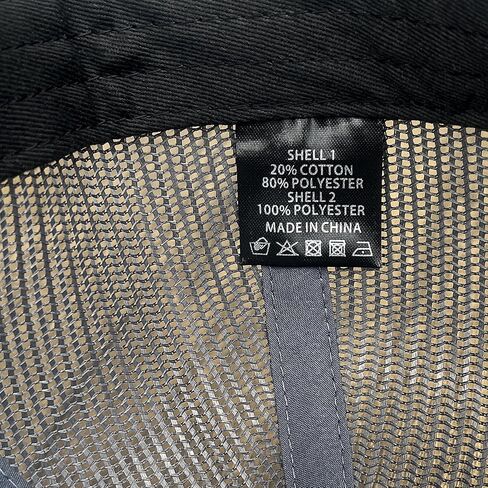 SHELL 1
20% COTTON
80% POLYESTER
SHELL 2
100% POLYESTER
MADE IN CHINA